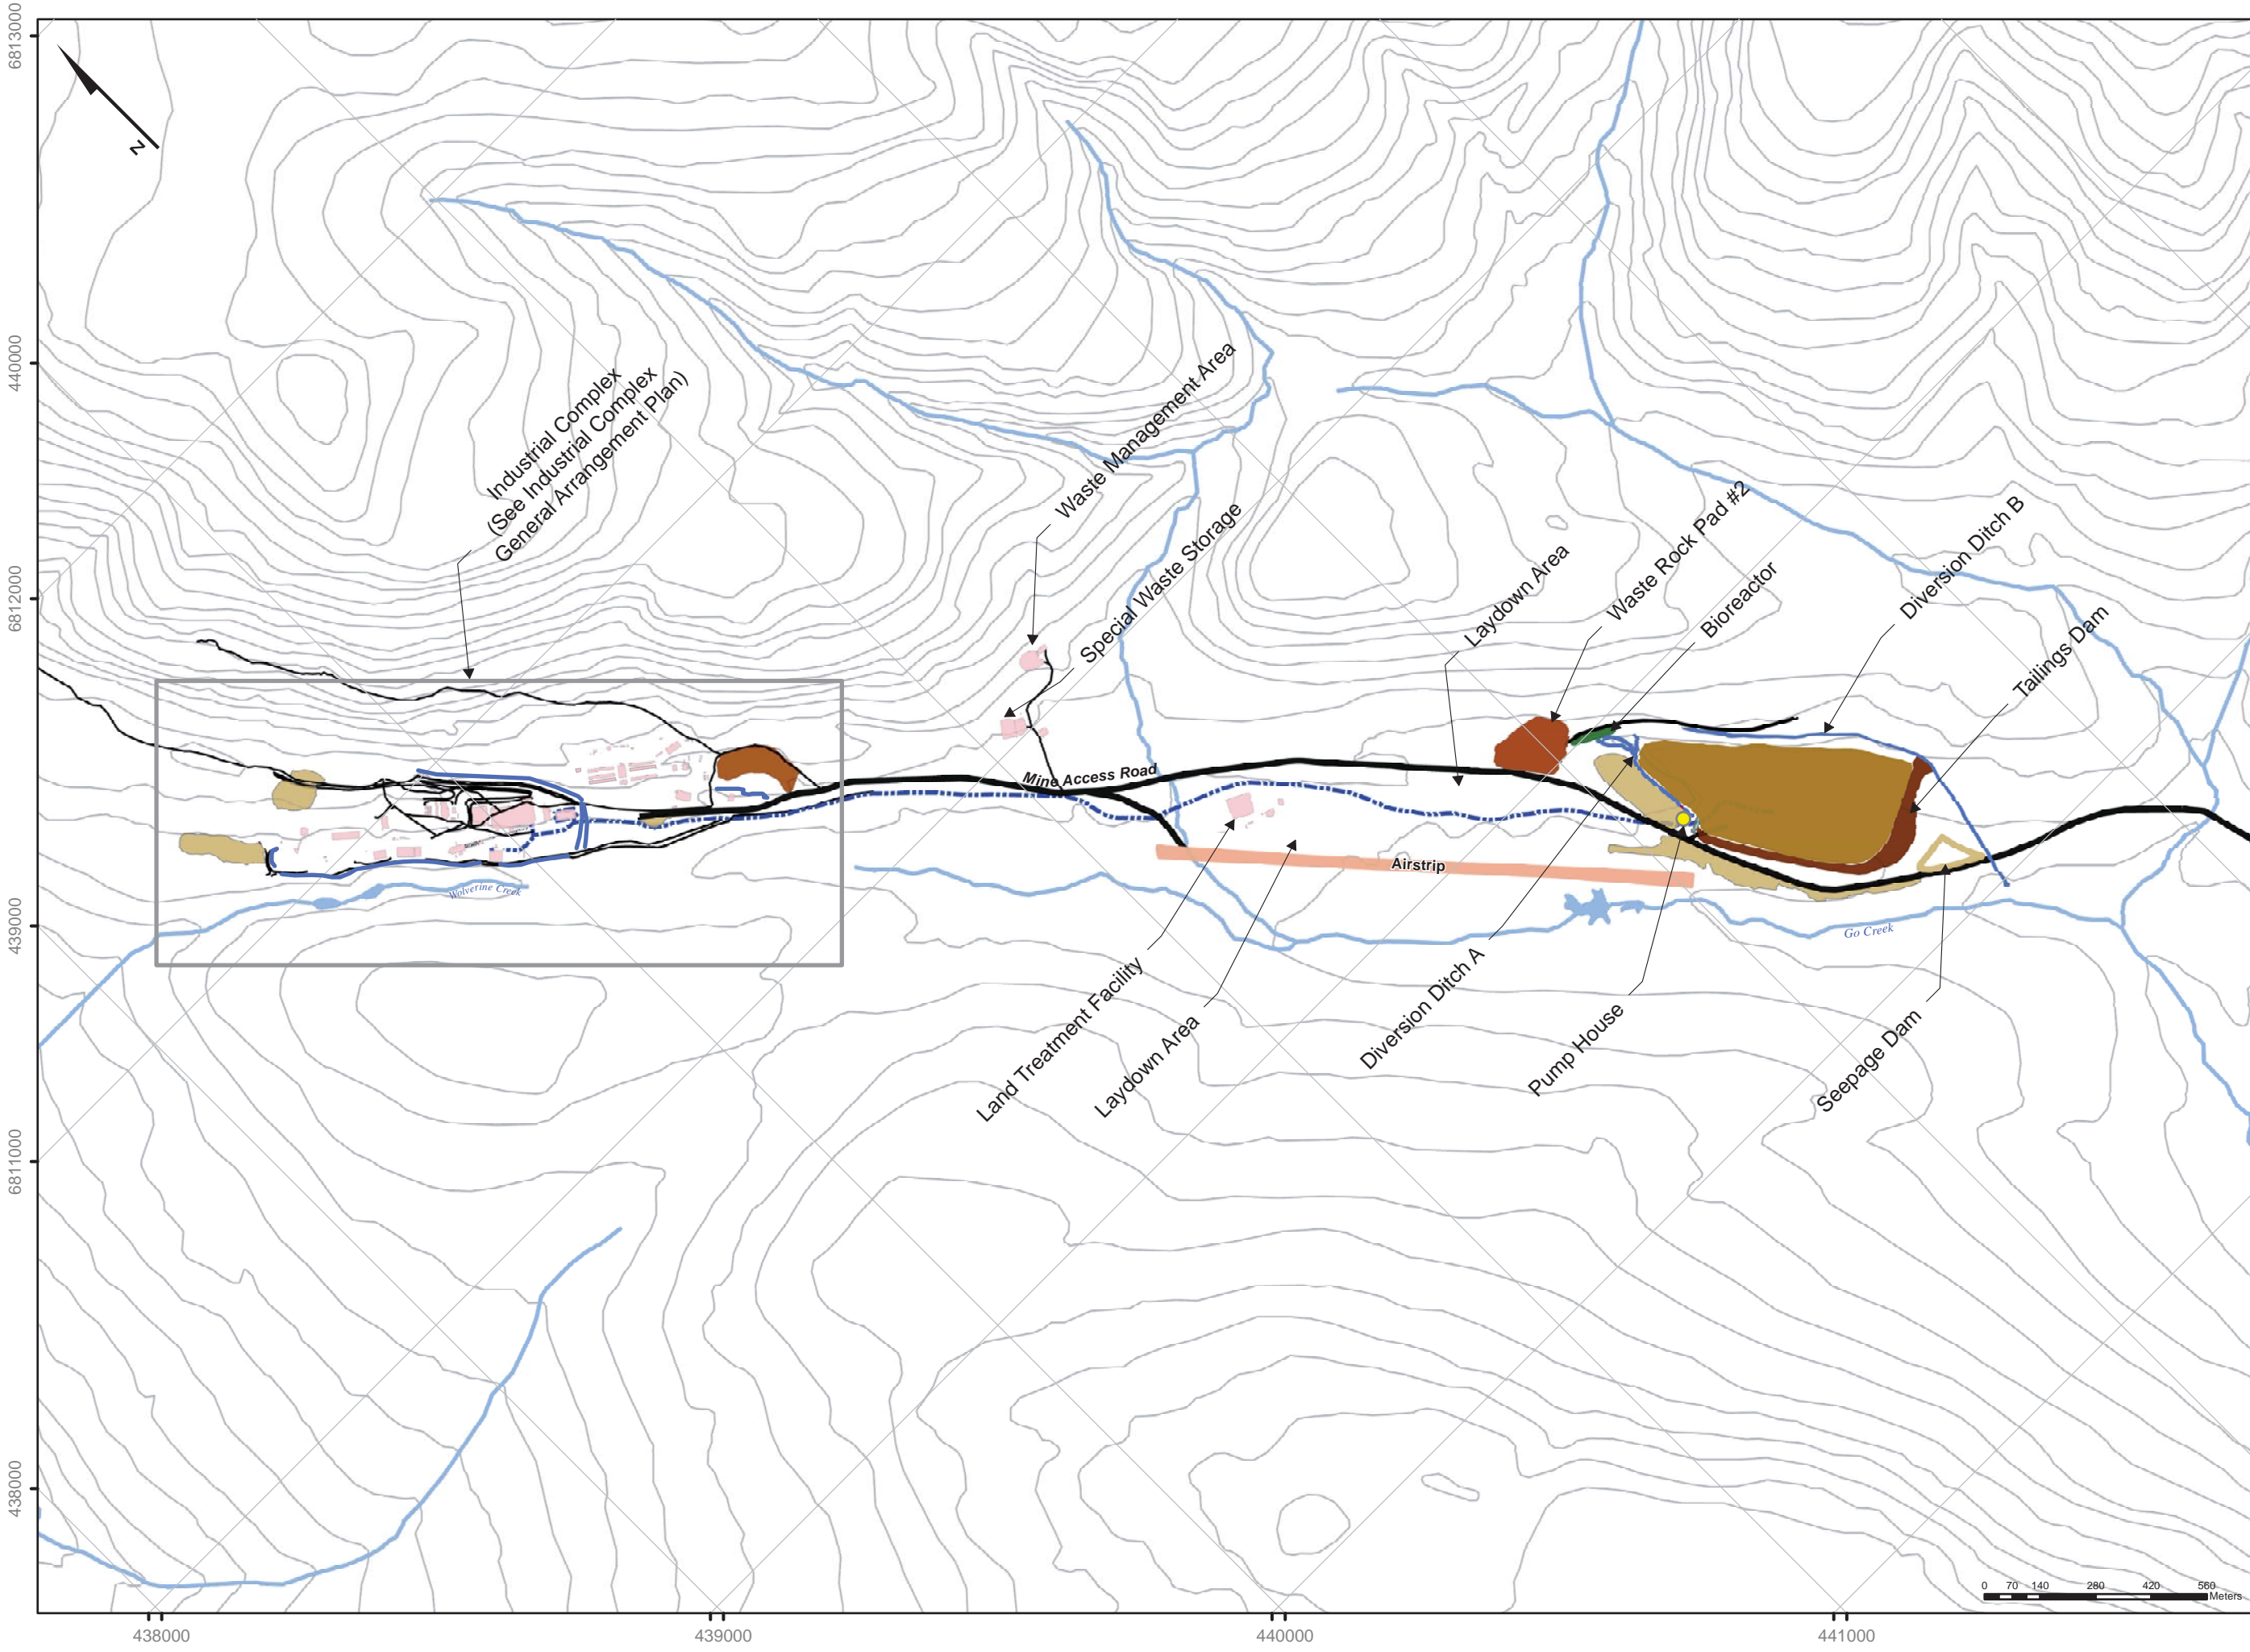 6813000
440000
6812000
439000
6811000
438000
N
Industrial Complex
(See Industrial Complex
General Arrangement Plan)
Waste Management Area
Special Waste Storage
Laydown Area
Waste Rock Pad #2
Bioreactor
Diversion Ditch B
Tailings Dam
Mine Access Road
Airstrip
Wolverine Creek
Go Creek
Land Treatment Facility
Laydown Area
Diversion Ditch A
Pump House
Seepage Dam
0 70 140 280 420 560
Meters
438000 439000 440000 441000